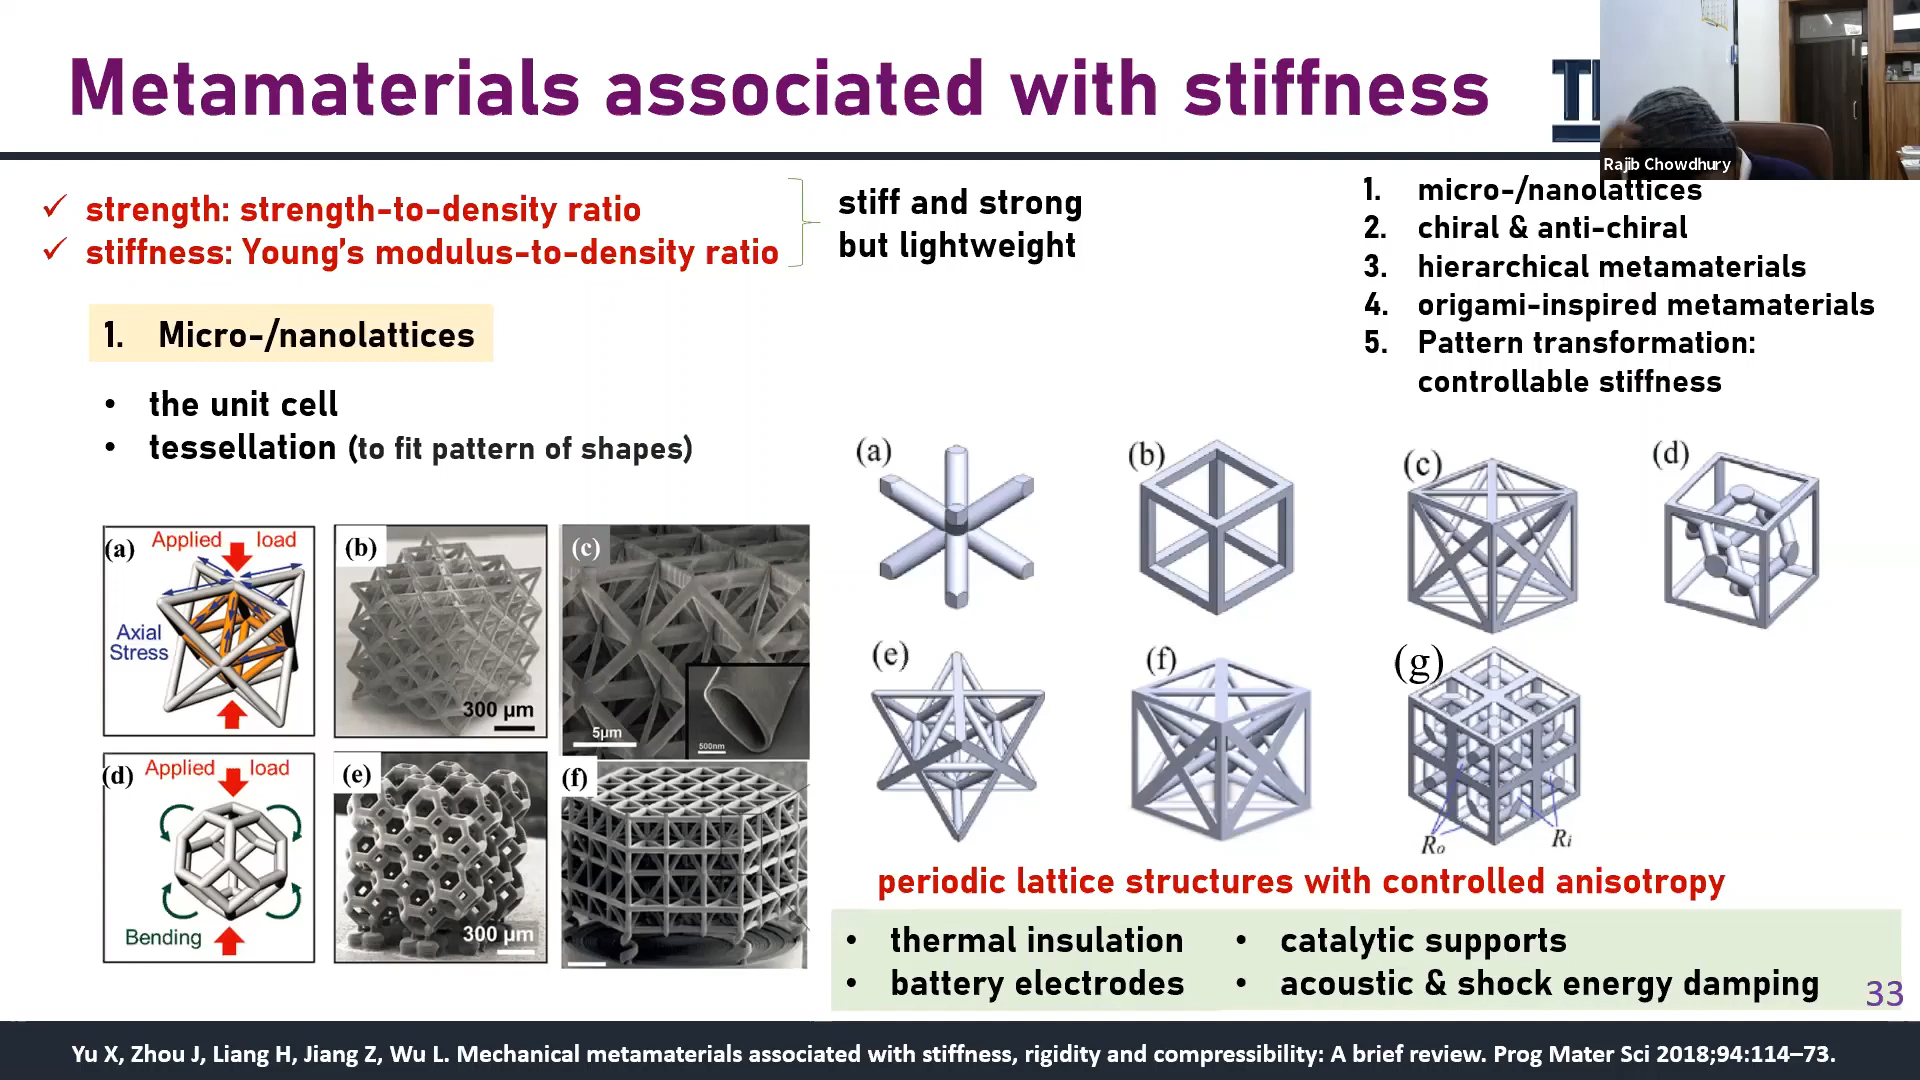 Metamaterials associated with stiffness
Rajib Chowdhury
✓ strength: strength-to-density ratio
✓ stiffness: Young's modulus-to-density ratio
stiff and strong
but lightweight
1. micro-/nanolattices
2. chiral & anti-chiral
3. hierarchical metamaterials
4. origami-inspired metamaterials
5. Pattern transformation:
controllable stiffness
1. Micro-/nanolattices
• the unit cell
• tessellation (to fit pattern of shapes)
(a) Applied load
Axial
Stress
(b)
300 µm
(c)
5µm
500nm
(d) Applied load
Bending
(e)
300 µm
(f)
(a)
(b)
(c)
(d)
(e)
(f)
(g)
Ro
Ri
periodic lattice structures with controlled anisotropy
• thermal insulation
• battery electrodes
• catalytic supports
• acoustic & shock energy damping
33
Yu X, Zhou J, Liang H, Jiang Z, Wu L. Mechanical metamaterials associated with stiffness, rigidity and compressibility: A brief review. Prog Mater Sci 2018;94:114–73.